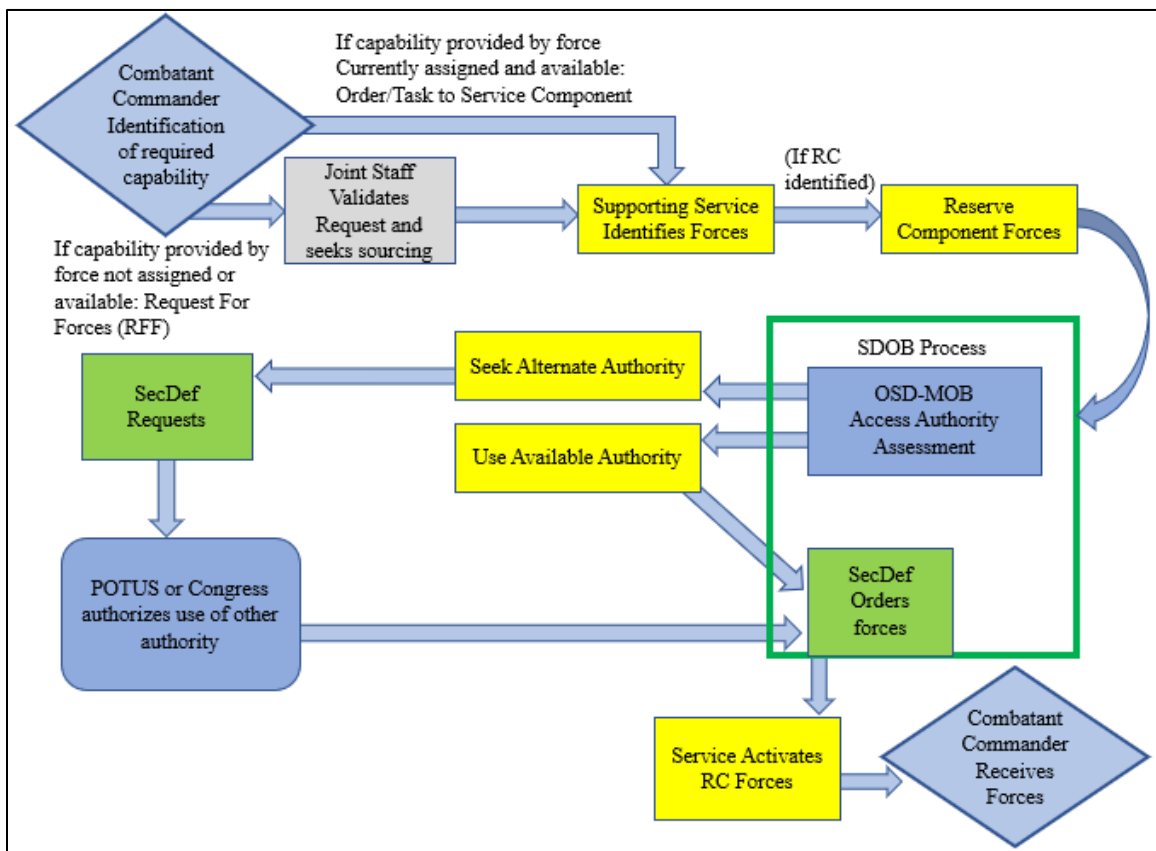 Combatant
Commander
Identification
of required
capability
If capability provided by force
Currently assigned and available:
Order/Task to Service Component
Joint Staff
Validates
Request and
seeks sourcing
If capability provided by
force not assigned or
available: Request For
Forces (RFF)
Supporting Service
Identifies Forces
(If RC
identified)
Reserve
Component Forces
SDOB Process
OSD-MOB
Access Authority
Assessment
Seek Alternate Authority
Use Available Authority
SecDef
Requests
POTUS or Congress
authorizes use of other
authority
SecDef
Orders
forces
Service Activates
RC Forces
Combatant
Commander
Receives
Forces